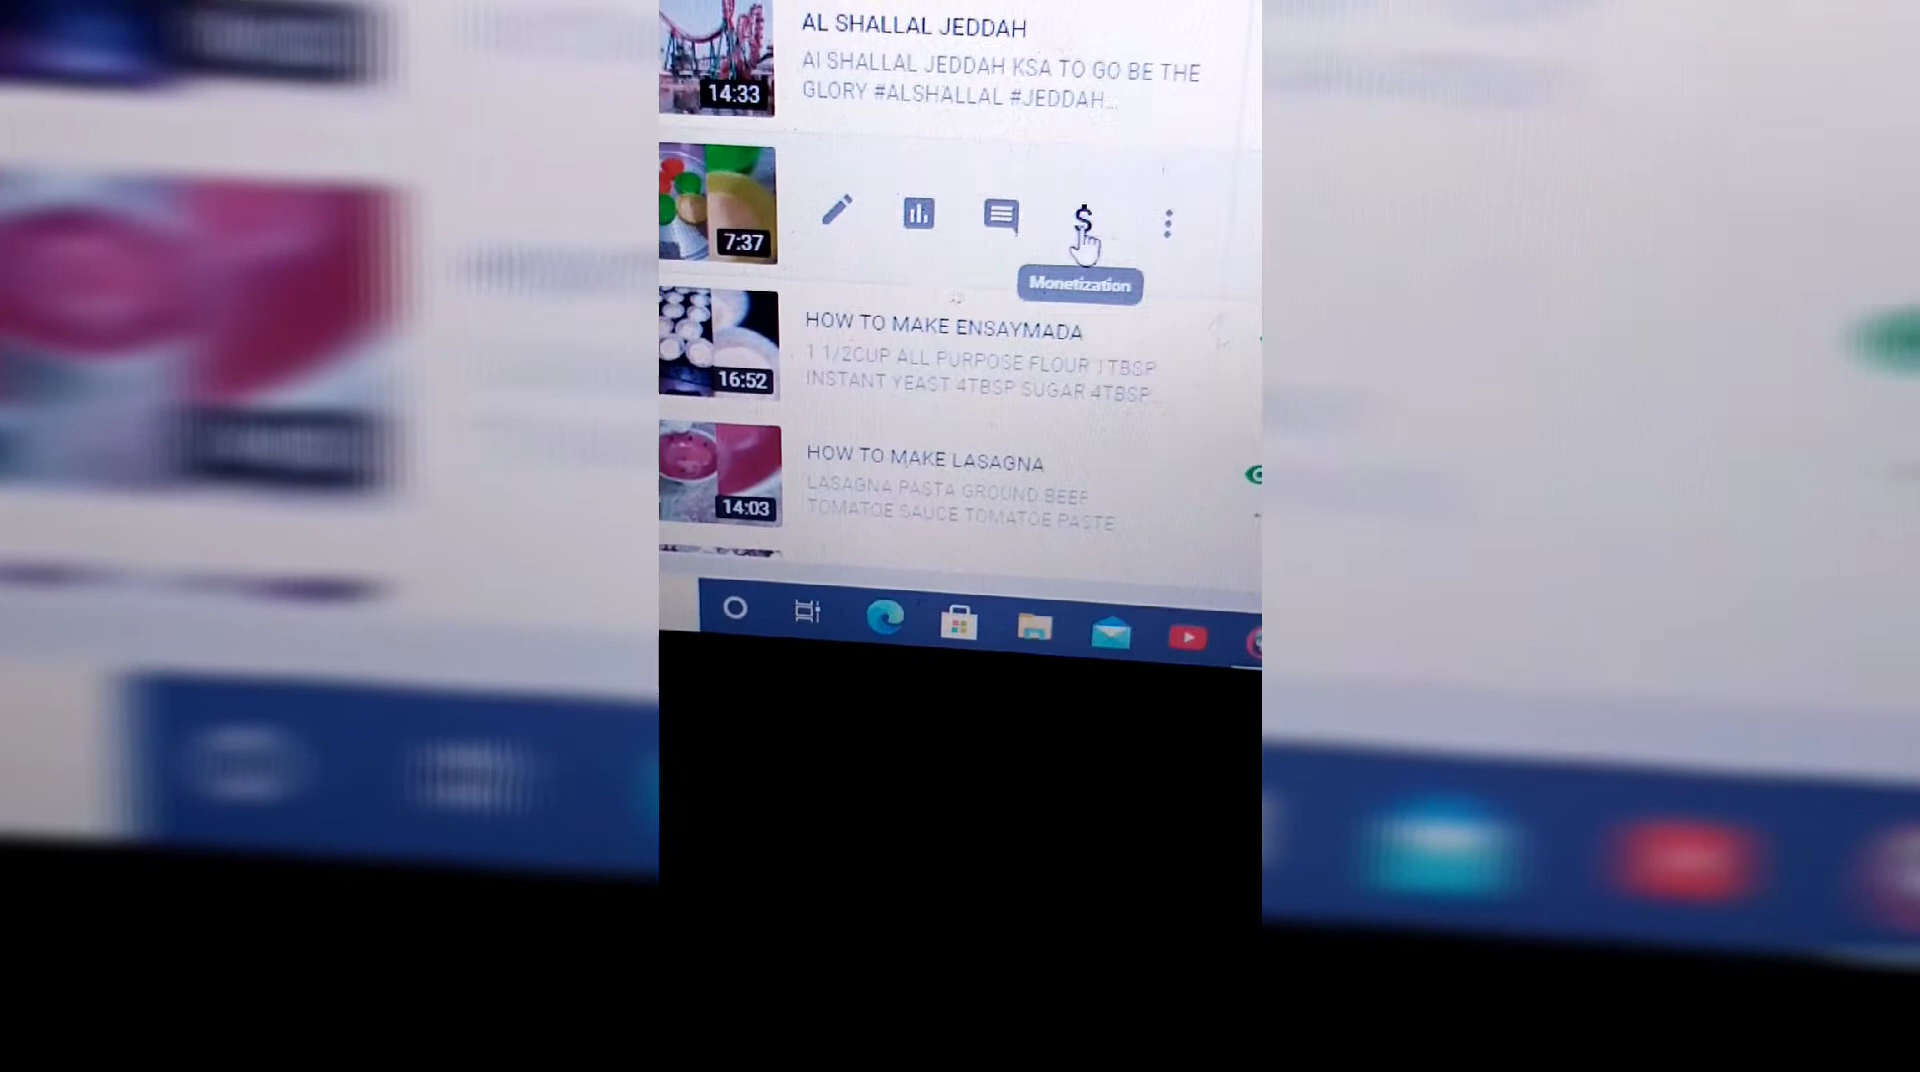 AL SHALLAL JEDDAH
Al SHALLAL JEDDAH KSA TO GO BE THE
GLORY #ALSHALLAL #JEDDAH...
14:33
7:37
Monetization
HOW TO MAKE ENSAYMADA
1 1/2CUP ALL PURPOSE FLOUR 1TBSP
INSTANT YEAST 4TBSP SUGAR 4TBSP...
16:52
HOW TO MAKE LASAGNA
LASAGNA PASTA GROUND BEEF
TOMATOE SAUCE TOMATOE PASTE
14:03